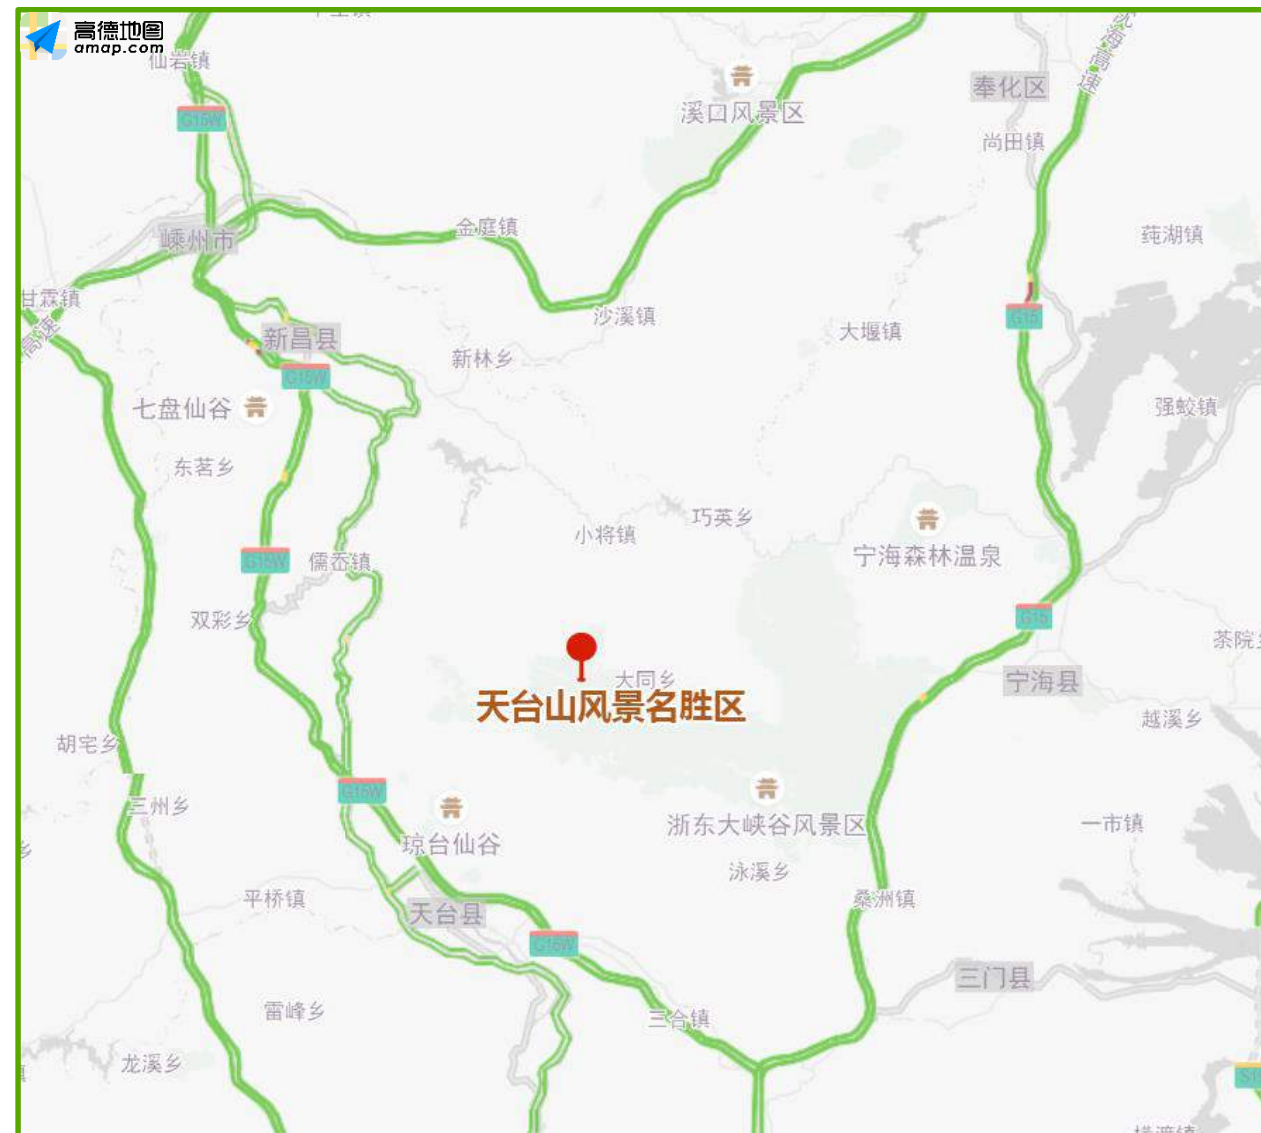 高德地图
amap.com
仙岩镇
沈海高速
奉化区
G15W
溪口风景区
尚田镇
金庭镇
莼湖镇
嵊州市
甘霖镇
高速
沙溪镇
G15
大堰镇
新昌县
新林乡
G15W
七盘仙谷
强蛟镇
东茗乡
巧英乡
小将镇
宁海森林温泉
G15W
儒岙镇
双彩乡
G15
茶院
大同乡
宁海县
天台山风景名胜区
越溪乡
胡宅乡
G15W
三州乡
浙东大峡谷风景区
一市镇
琼台仙谷
乡
泳溪乡
平桥镇
桑洲镇
天台县
G15W
三门县
雷峰乡
三合镇
龙溪乡
S1
横渡镇